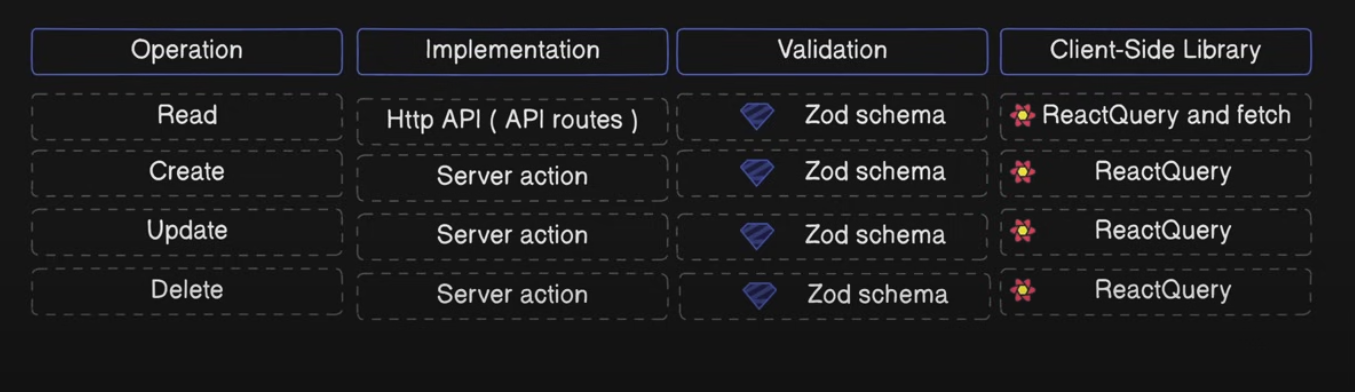 Operation Implementation Validation Client-Side Library
Read Http API ( API routes ) Zod schema ReactQuery and fetch
Create Server action Zod schema ReactQuery
Update Server action Zod schema ReactQuery
Delete Server action Zod schema ReactQuery